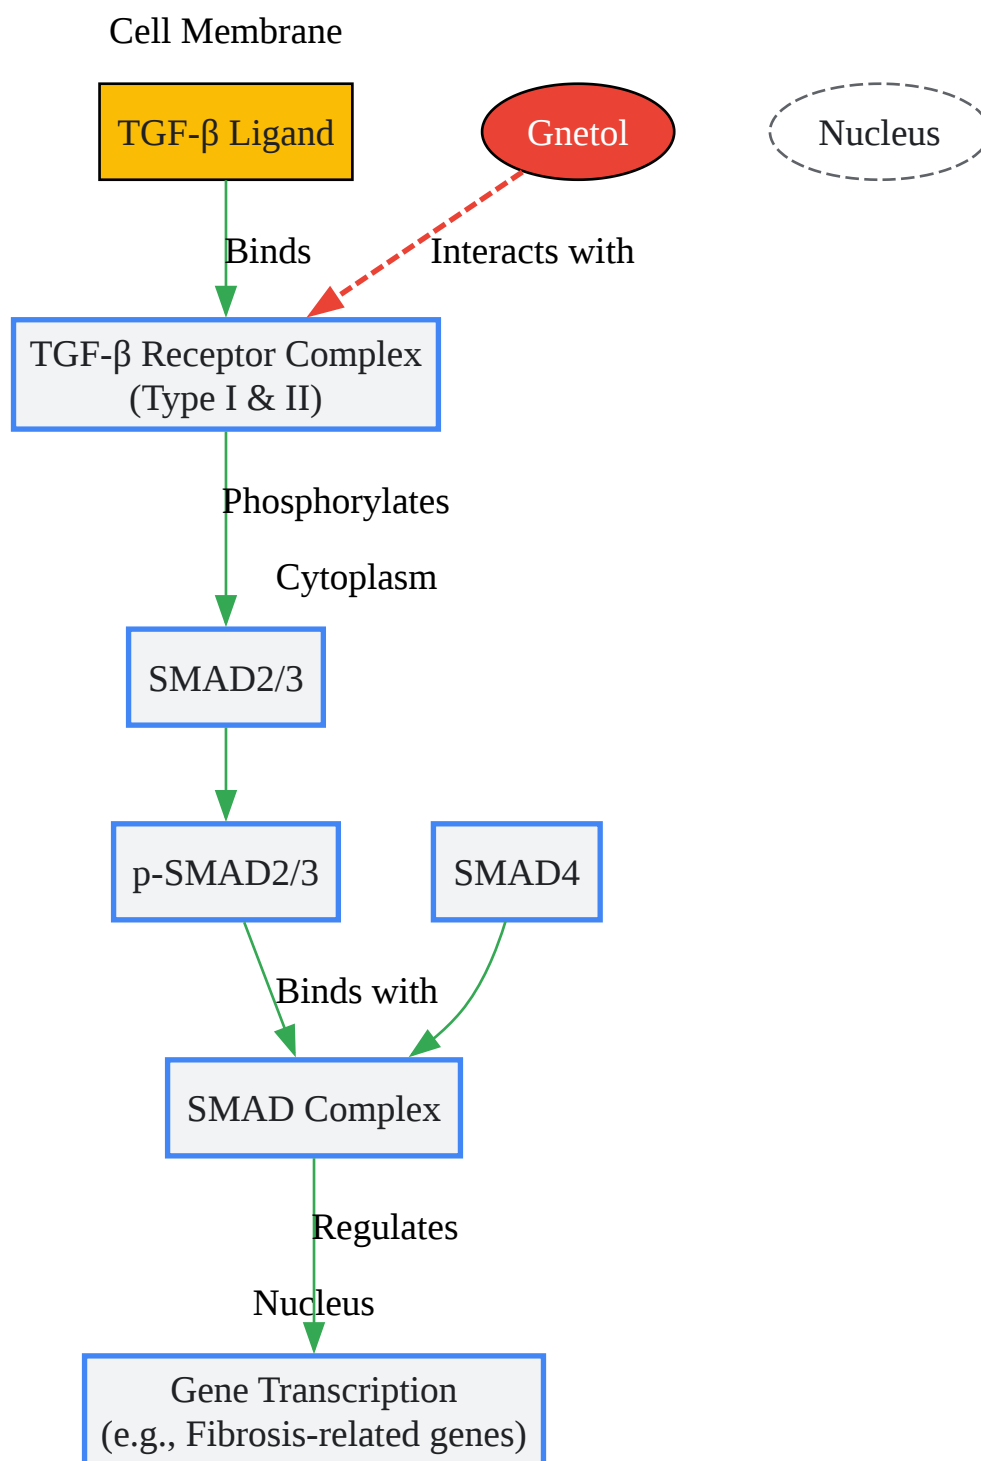 Cell Membrane
TGF-β Ligand
Gnetol
Nucleus
Binds
Interacts with
TGF-β Receptor Complex
(Type I & II)
Phosphorylates
Cytoplasm
SMAD2/3
p-SMAD2/3
SMAD4
Binds with
SMAD Complex
Regulates
Nucleus
Gene Transcription
(e.g., Fibrosis-related genes)